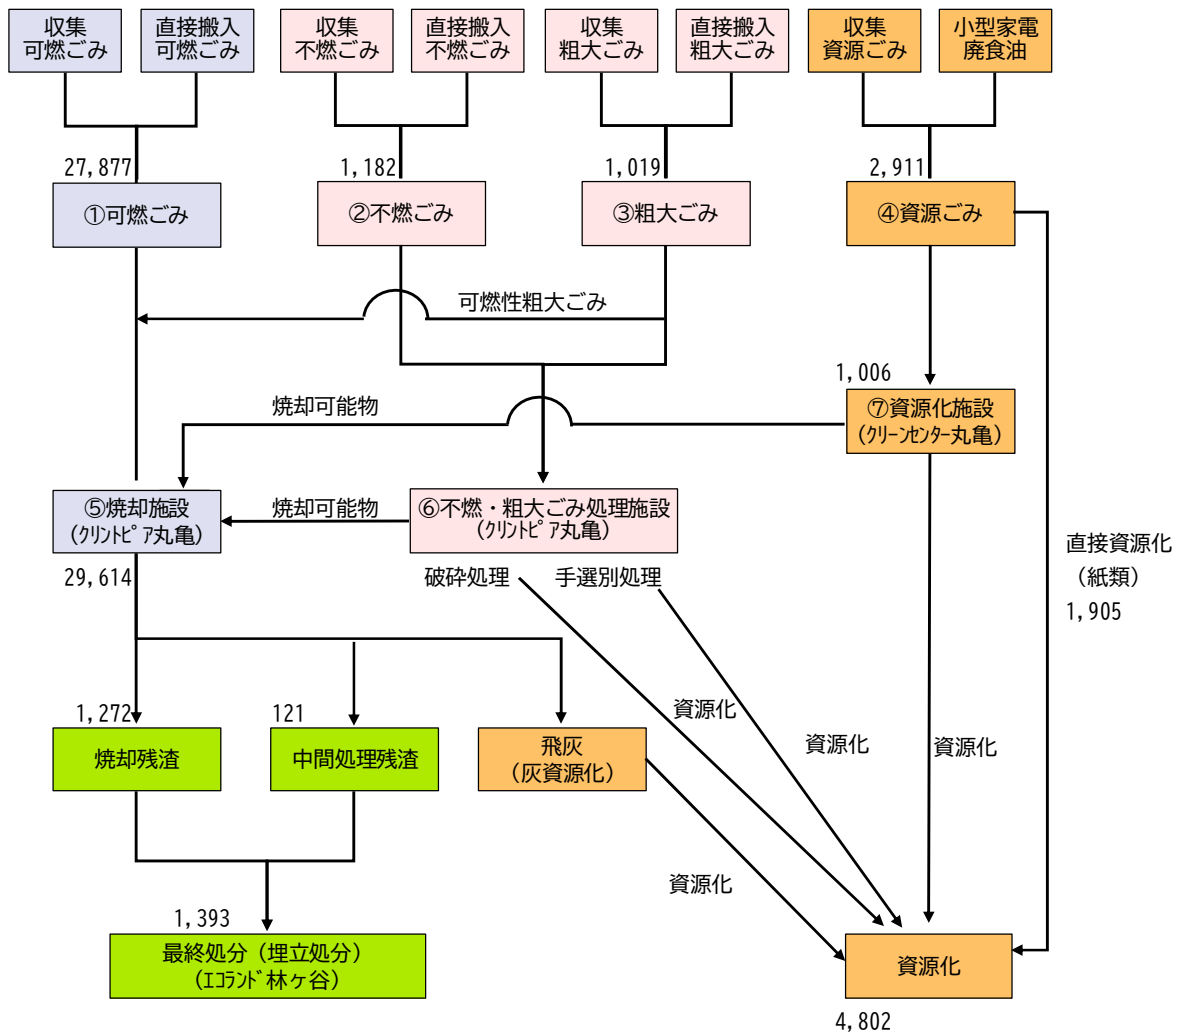 収集
可燃ごみ
直接搬入
可燃ごみ
収集
不燃ごみ
直接搬入
不燃ごみ
収集
粗大ごみ
直接搬入
粗大ごみ
収集
資源ごみ
小型家電
廃食油
27,877
1,182
1,019
2,911
①可燃ごみ
②不燃ごみ
③粗大ごみ
④資源ごみ
可燃性粗大ごみ
1,006
焼却可能物
⑦資源化施設
(ｸﾘｰﾝｾﾝﾀｰ丸亀)
⑤焼却施設
(ｸﾘﾝﾄﾋﾟｱ丸亀)
焼却可能物
⑥不燃・粗大ごみ処理施設
(ｸﾘﾝﾄﾋﾟｱ丸亀)
29,614
破砕処理
手選別処理
直接資源化
（紙類）
1,905
1,272
121
資源化
資源化
資源化
焼却残渣
中間処理残渣
飛灰
（灰資源化）
資源化
1,393
最終処分（埋立処分）
（ｴｺﾗﾝﾄﾞ林ヶ谷）
資源化
4,802